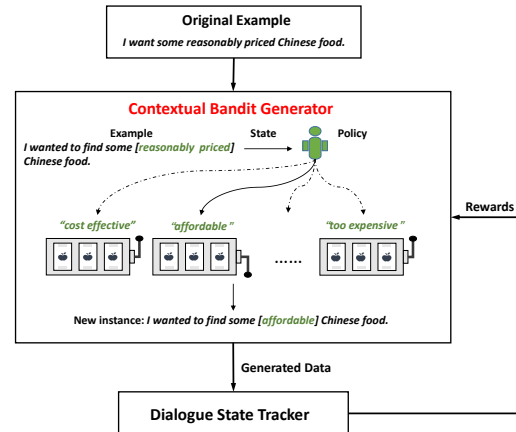 Original Example
I want some reasonably priced Chinese food.
Contextual Bandit Generator
Example State Policy
I wanted to find some [reasonably priced]
Chinese food.
“cost effective” “affordable” “too expensive”
......
New instance: I wanted to find some [affordable] Chinese food.
Rewards
Generated Data
Dialogue State Tracker